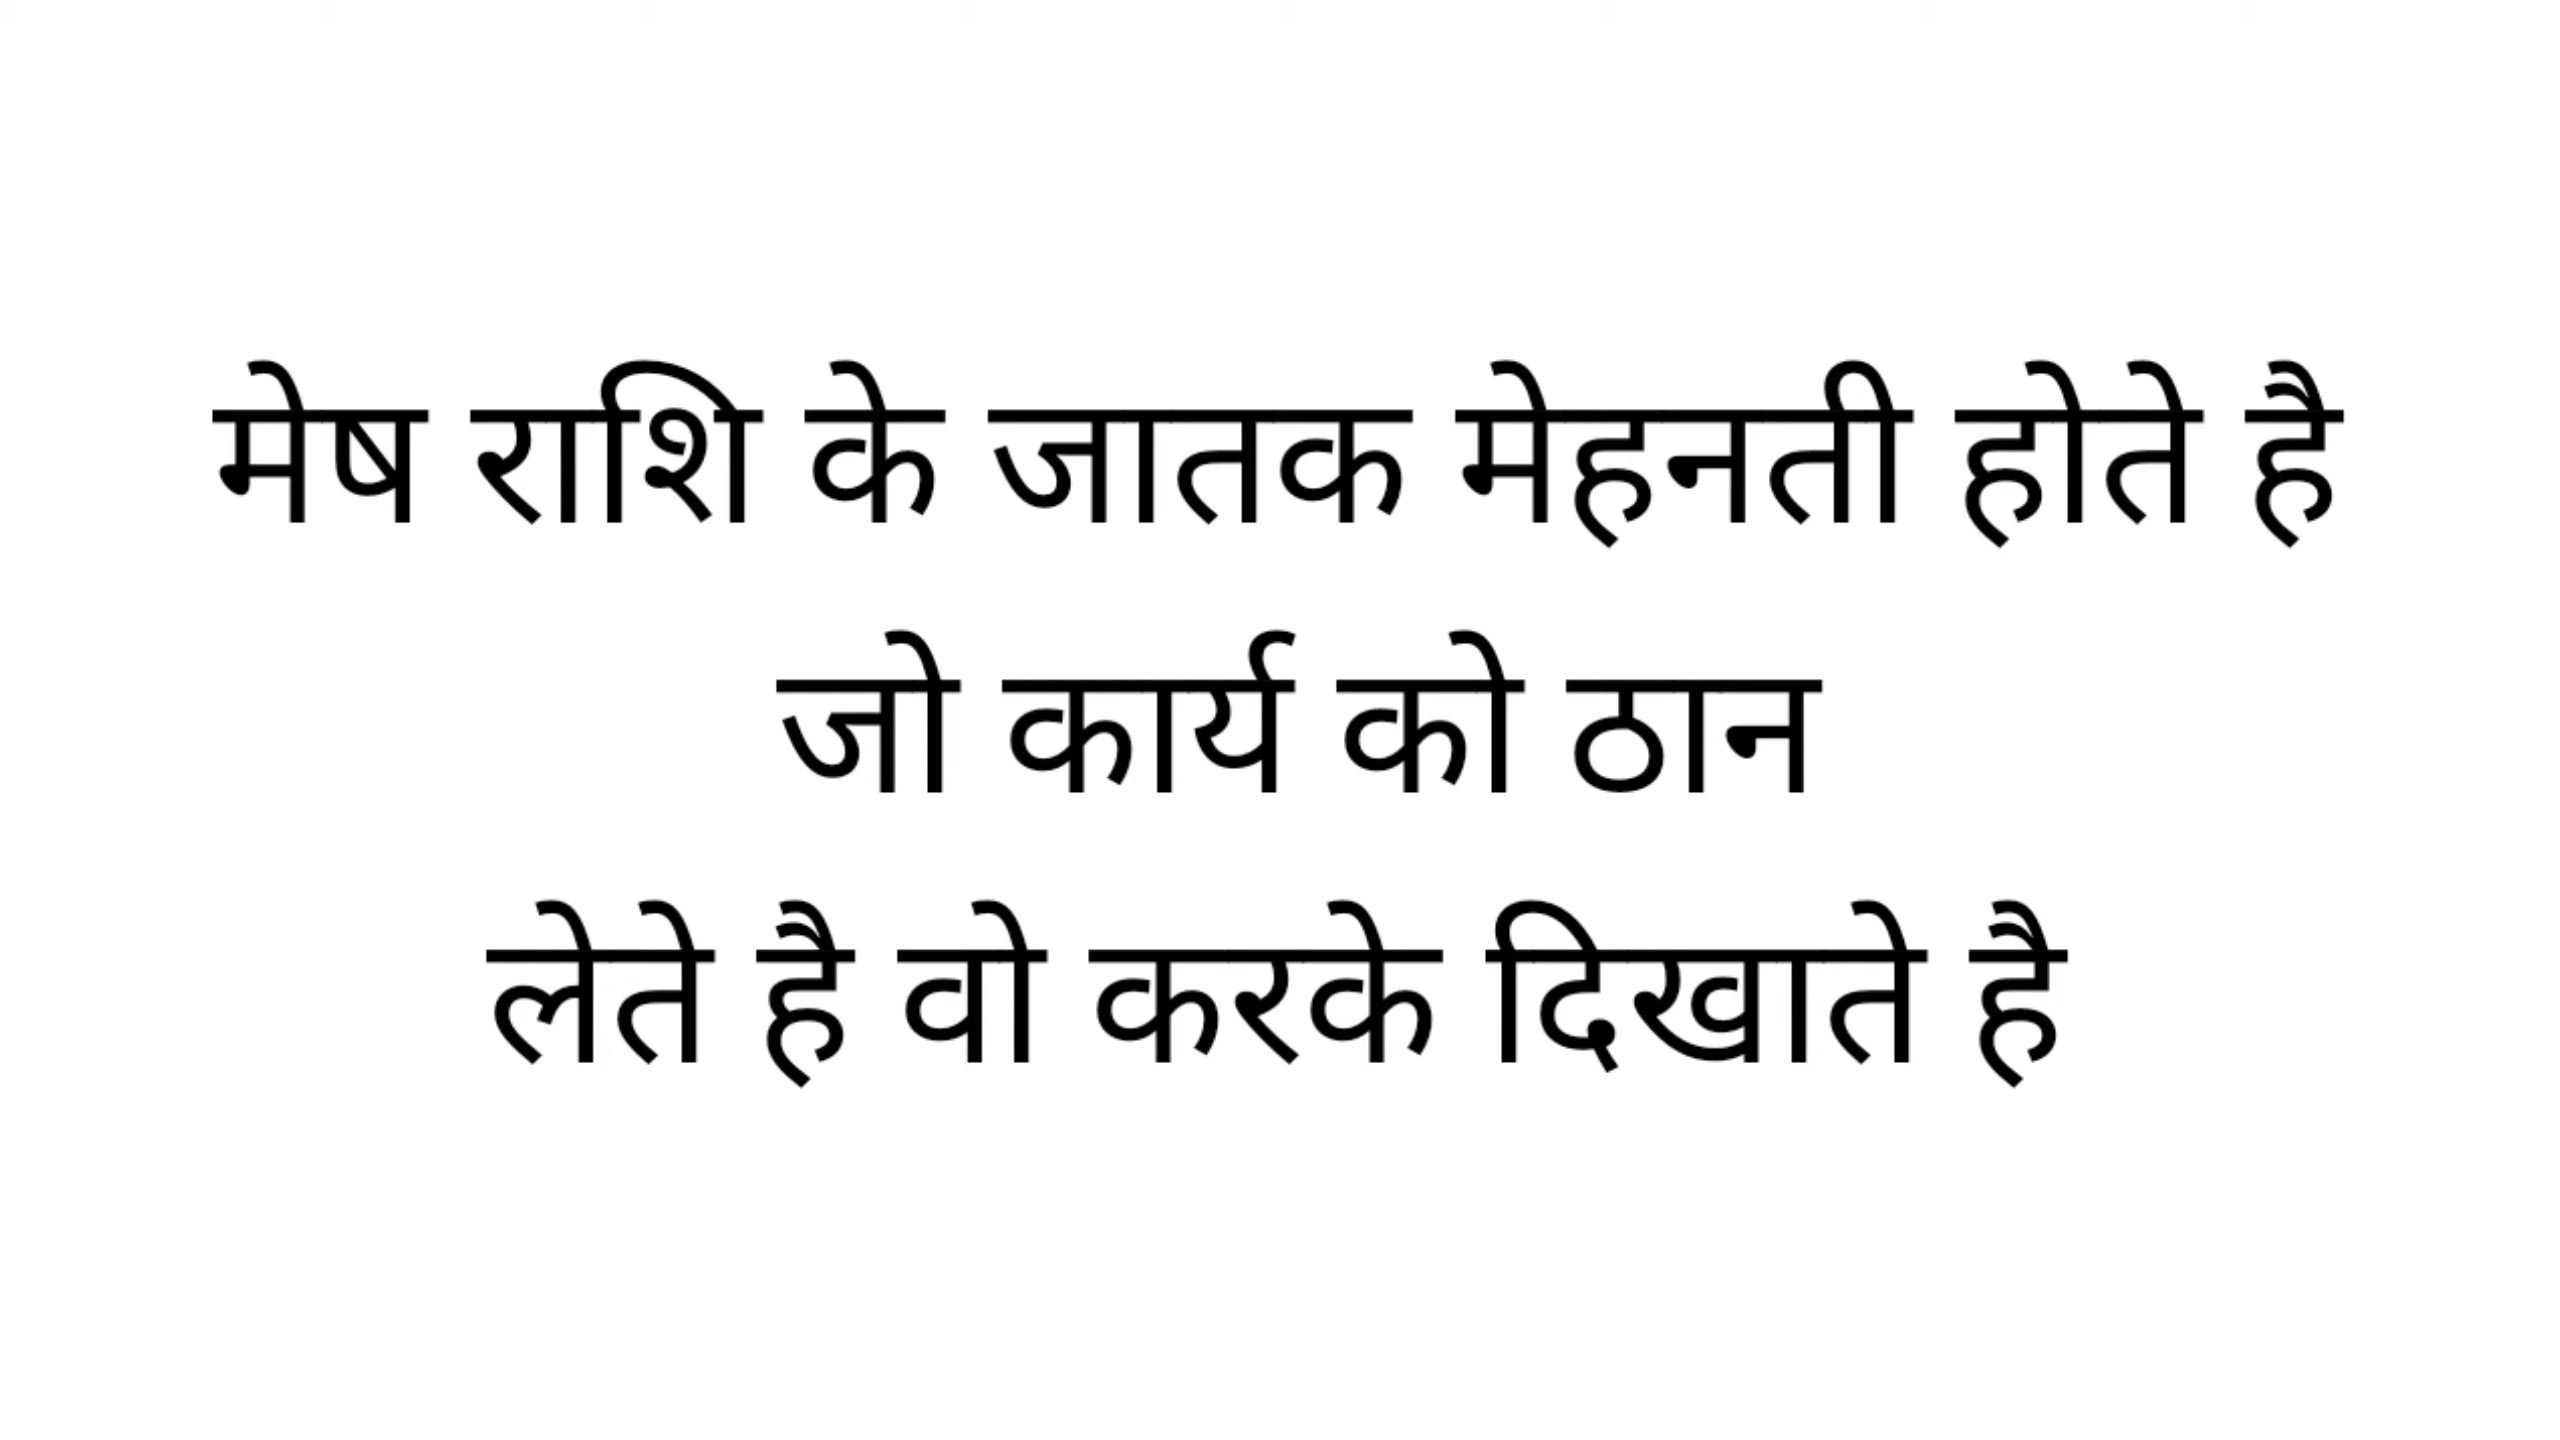 मेष राशि के जातक मेहनती होते है
जो कार्य को ठान
लेते है वो करके दिखाते है